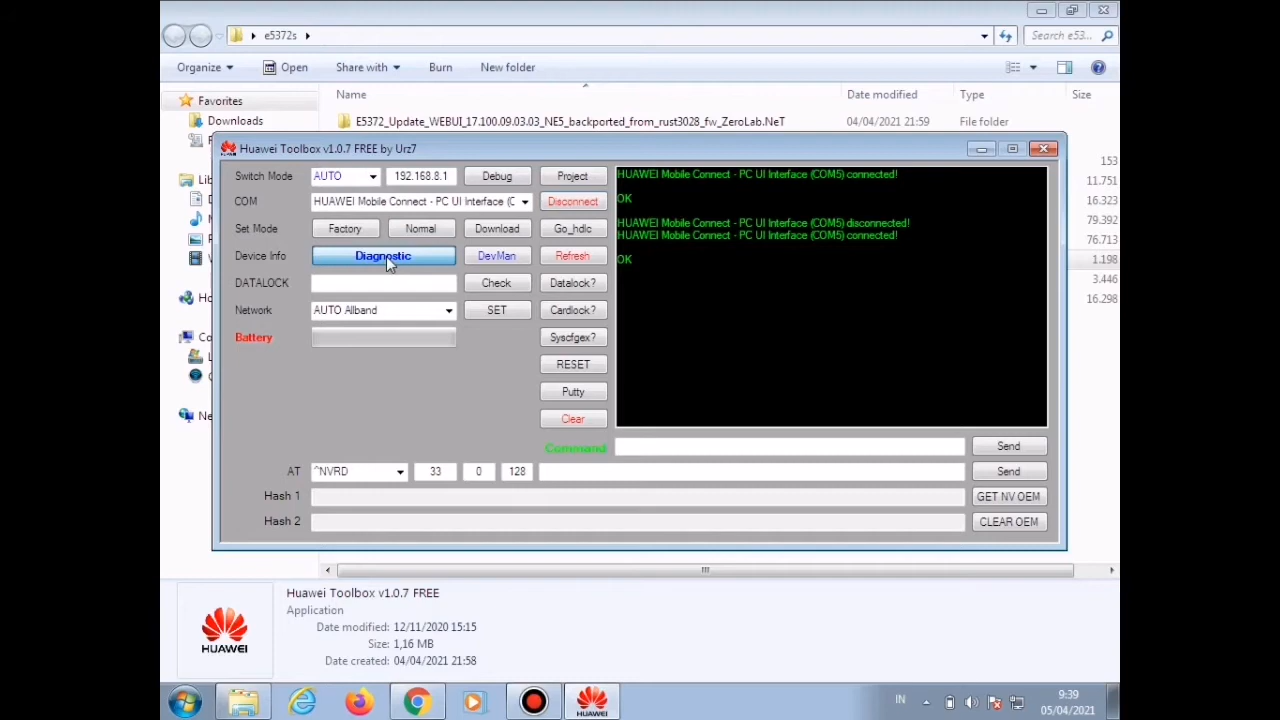 e5372s
Search e53...
Organize
Open
Share with
Burn
New folder
Name
Date modified
Type
Size
Favorites
Downloads
E5372_Update_WEBUI_17.100.09.03.03_NE5_backported_from_rust3028_fw_ZeroLab.NeT
04/04/2021 21:59
File folder
153
11.751
16.323
79.392
76.713
1.198
3.446
16.298
Huawei Toolbox v1.0.7 FREE by Urz7
Switch Mode
AUTO
192.168.8.1
Debug
Project
COM
HUAWEI Mobile Connect - PC UI Interface (C
Disconnect
Set Mode
Factory
Normal
Download
Go_hdlc
Device Info
Diagnostic
DevMan
Refresh
DATALOCK
Check
Datalock?
Network
AUTO Allband
SET
Cardlock?
Battery
Syscfgex?
RESET
Putty
Clear
HUAWEI Mobile Connect - PC UI Interface (COM5) connected!
OK
HUAWEI Mobile Connect - PC UI Interface (COM5) disconnected!
HUAWEI Mobile Connect - PC UI Interface (COM5) connected!
OK
Command
Send
AT
^NVRD
33
0
128
Send
Hash 1
GET NV OEM
Hash 2
CLEAR OEM
Lib
Ho
Co
Ne
HUAWEI
Huawei Toolbox v1.0.7 FREE
Application
Date modified: 12/11/2020 15:15
Size: 1,16 MB
Date created: 04/04/2021 21:58
HUAWEI
IN
9:39
05/04/2021